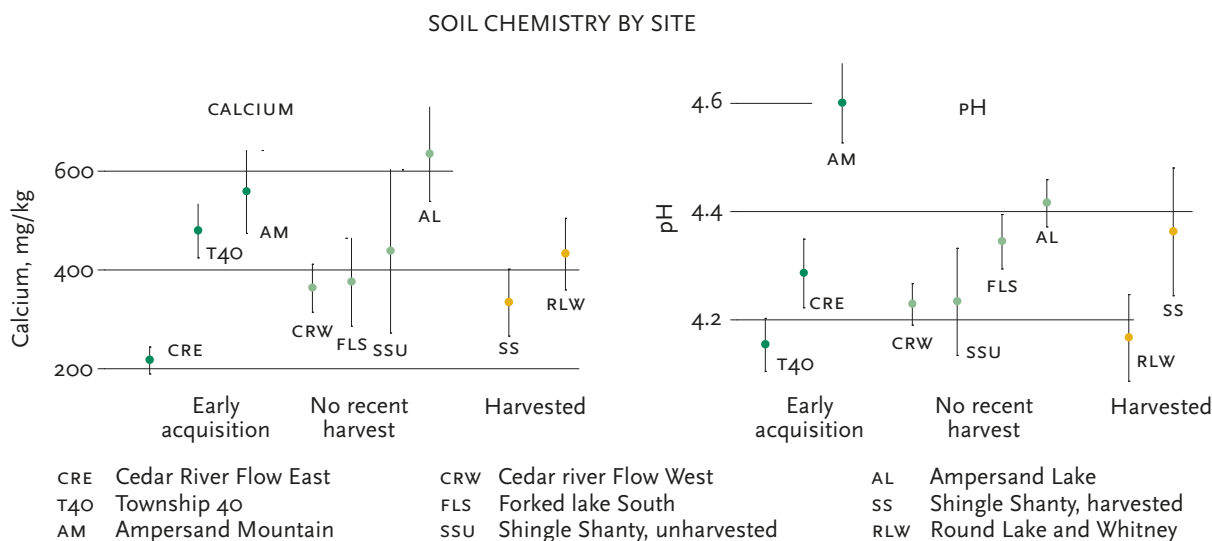 SOIL CHEMISTRY BY SITE
CALCIUM
Calcium, mg/kg
600
400
200
CRE
T40
AM
CRW
FLS
SSU
AL
SS
RLW
Early acquisition
No recent harvest
Harvested
pH
pH
4.6
4.4
4.2
T40
CRE
AM
CRW
SSU
FLS
AL
RLW
SS
Early acquisition
No recent harvest
Harvested
CRE Cedar River Flow East
T40 Township 40
AM Ampersand Mountain
CRW Cedar river Flow West
FLS Forked lake South
SSU Shingle Shanty, unharvested
AL Ampersand Lake
SS Shingle Shanty, harvested
RLW Round Lake and Whitney